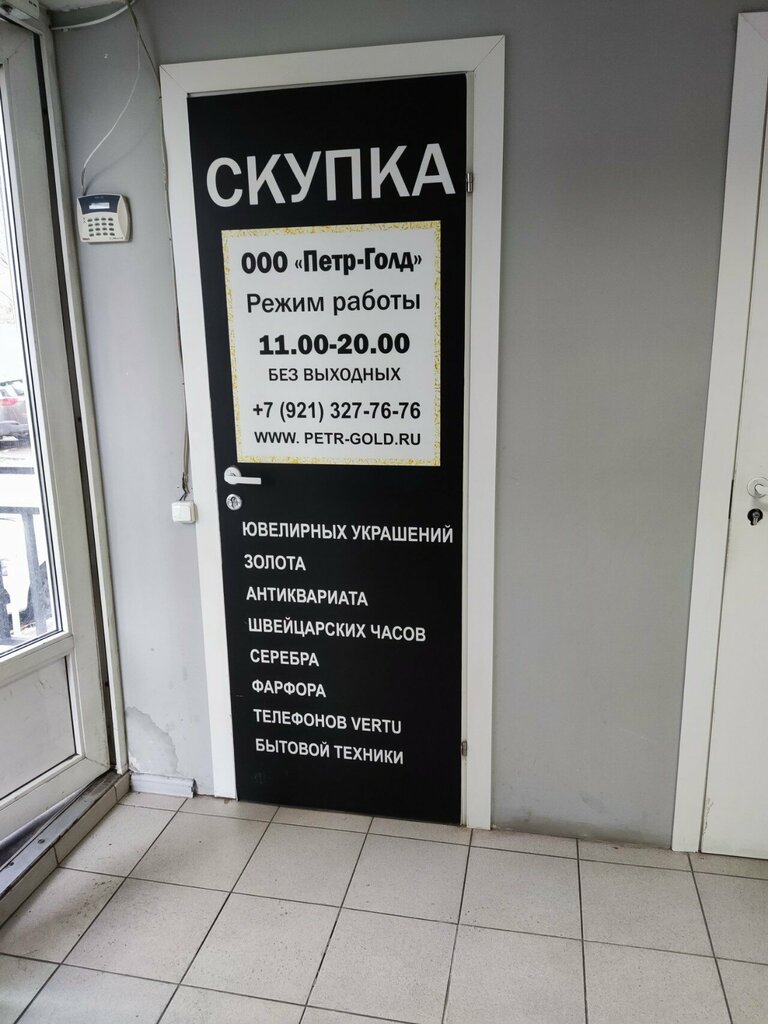 СКУПКА
ООО «Петр-Голд»
Режим работы
11.00-20.00
БЕЗ ВЫХОДНЫХ
+7 (921) 327-76-76
WWW. PETR-GOLD.RU
ЮВЕЛИРНЫХ УКРАШЕНИЙ
ЗОЛОТА
АНТИКВАРИАТА
ШВЕЙЦАРСКИХ ЧАСОВ
СЕРЕБРА
ФАРФОРА
ТЕЛЕФОНОВ VERTU
БЫТОВОЙ ТЕХНИКИ